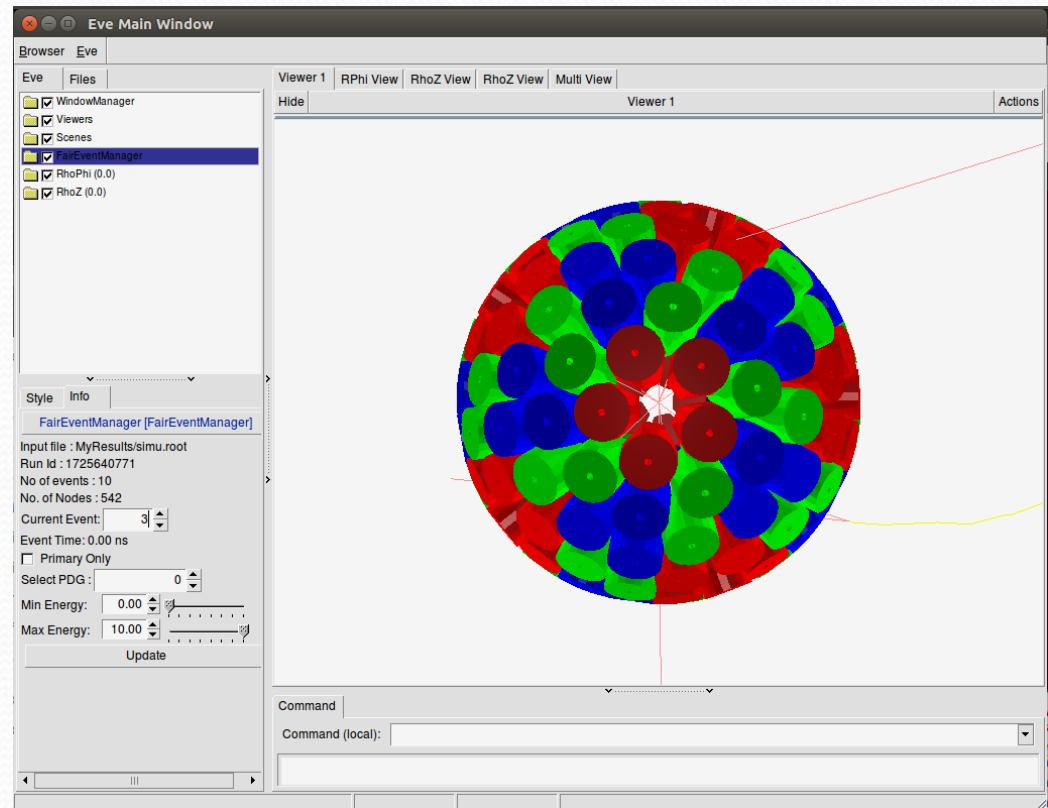 Eve Main Window
Browser Eve
Eve Files
WindowManager
Viewers
Scenes
FairEventManager
RhoPhi (0.0)
RhoZ (0.0)
Style Info
FairEventManager [FairEventManager]
Input file : MyResults/simu.root
Run Id : 1725640771
No of events : 10
No. of Nodes : 542
Current Event: 3
Event Time: 0.00 ns
Primary Only
Select PDG : 0
Min Energy: 0.00
Max Energy: 10.00
Update
Viewer 1 RPhi View RhoZ View RhoZ View Multi View
Hide Viewer 1 Actions
Command
Command (local):